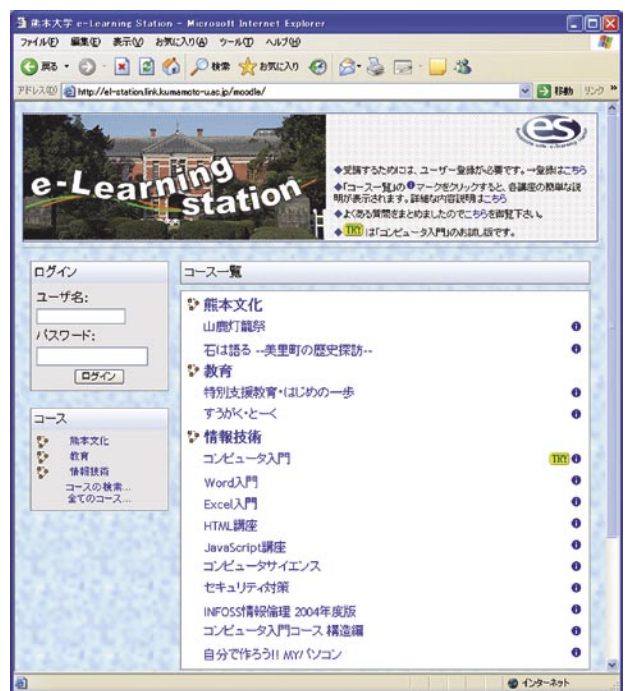 熊本大学 e-Learning Station - Microsoft Internet Explorer
ファイル(F) 編集(E) 表示(V) お気に入り(A) ツール(T) ヘルプ(H)
戻る 検索 お気に入り
アドレス(D) http://el-station.link.kumamoto-u.ac.jp/moodle/ 移動 リンク »
es
e-Learning
station
◆受講するためには、ユーザー登録が必要です。→登録はこちら
◆「コース一覧」のマークをクリックすると、各講座の簡単な説
明が表示されます。詳細な内容説明はこちら
◆よくある質問をまとめましたのでこちらを御覧下さい。
◆TRY は「コンピュータ入門」のお試し版です。
ログイン
ユーザ名:
パスワード:
ログイン
コース
熊本文化
教育
情報技術
コースの検索...
全てのコース...
コース一覧
熊本文化
山鹿灯籠祭
石は語る --美里町の歴史探訪--
教育
特別支援教育・はじめの一歩
すうがく・と～く
情報技術
コンピュータ入門 TRY
Word入門
Excel入門
HTML講座
JavaScript講座
コンピュータサイエンス
セキュリティ対策
INFOSS情報倫理 2004年度版
コンピュータ入門コース 構造編
自分で作ろう!! MYパソコン
インターネット